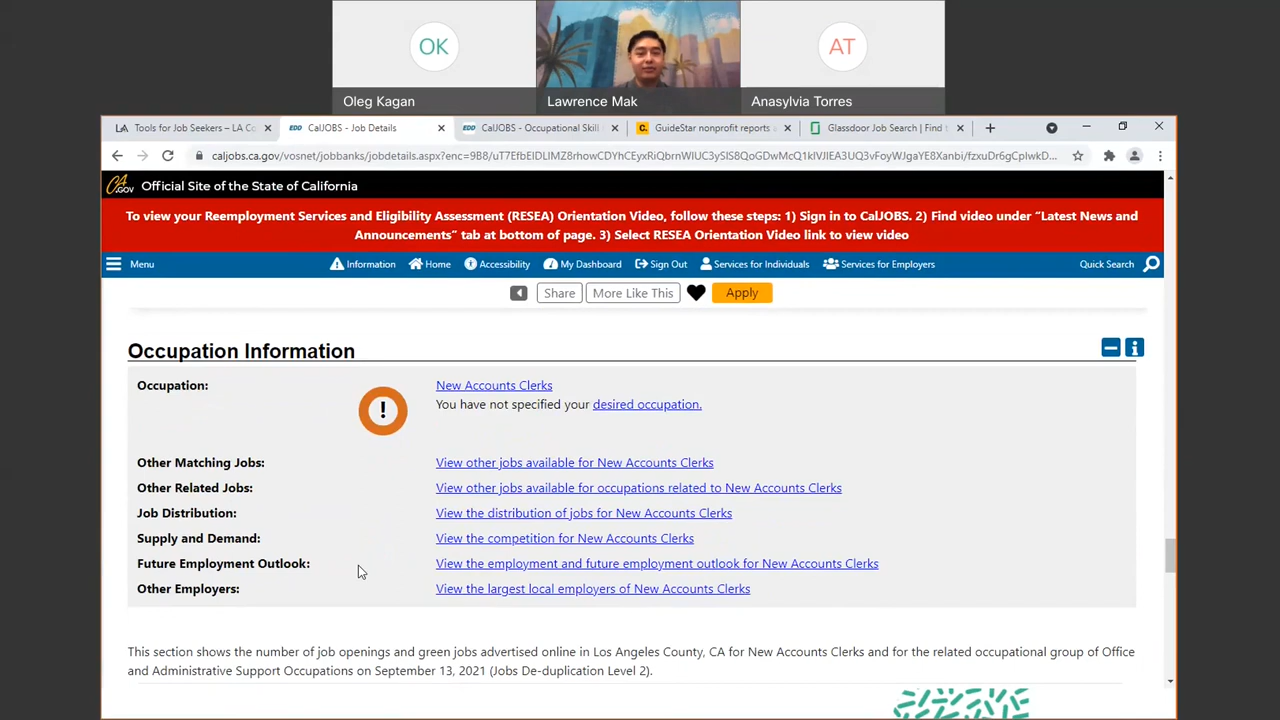 OK
AT
Oleg Kagan
Lawrence Mak
Anasylvia Torres
LA Tools for Job Seekers – LA Co
EDD CalJOBS - Job Details
EDD CalJOBS - Occupational Skill
GuideStar nonprofit reports a
Glassdoor Job Search | Find t
CA.GOV Official Site of the State of California
To view your Reemployment Services and Eligibility Assessment (RESEA) Orientation Video, follow these steps: 1) Sign in to CalJOBS. 2) Find video under “Latest News and
Announcements” tab at bottom of page. 3) Select RESEA Orientation Video link to view video
Menu Information Home Accessibility My Dashboard Sign Out Services for Individuals Services for Employers Quick Search
Share More Like This Apply
Occupation Information
Occupation: New Accounts Clerks
! You have not specified your desired occupation.
Other Matching Jobs: View other jobs available for New Accounts Clerks
Other Related Jobs: View other jobs available for occupations related to New Accounts Clerks
Job Distribution: View the distribution of jobs for New Accounts Clerks
Supply and Demand: View the competition for New Accounts Clerks
Future Employment Outlook: View the employment and future employment outlook for New Accounts Clerks
Other Employers: View the largest local employers of New Accounts Clerks
This section shows the number of job openings and green jobs advertised online in Los Angeles County, CA for New Accounts Clerks and for the related occupational group of Office
and Administrative Support Occupations on September 13, 2021 (Jobs De-duplication Level 2).